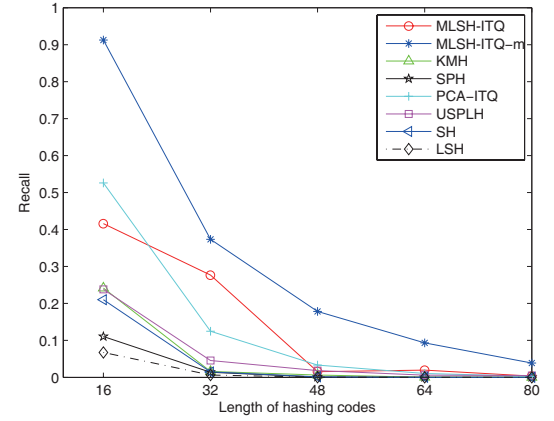 1
0.9
0.8
0.7
0.6
0.5
0.4
0.3
0.2
0.1
0
Recall
16 32 48 64 80
Length of hashing codes
MLSH-ITQ
MLSH-ITQ-m
KMH
SPH
PCA-ITQ
USPLH
SH
LSH